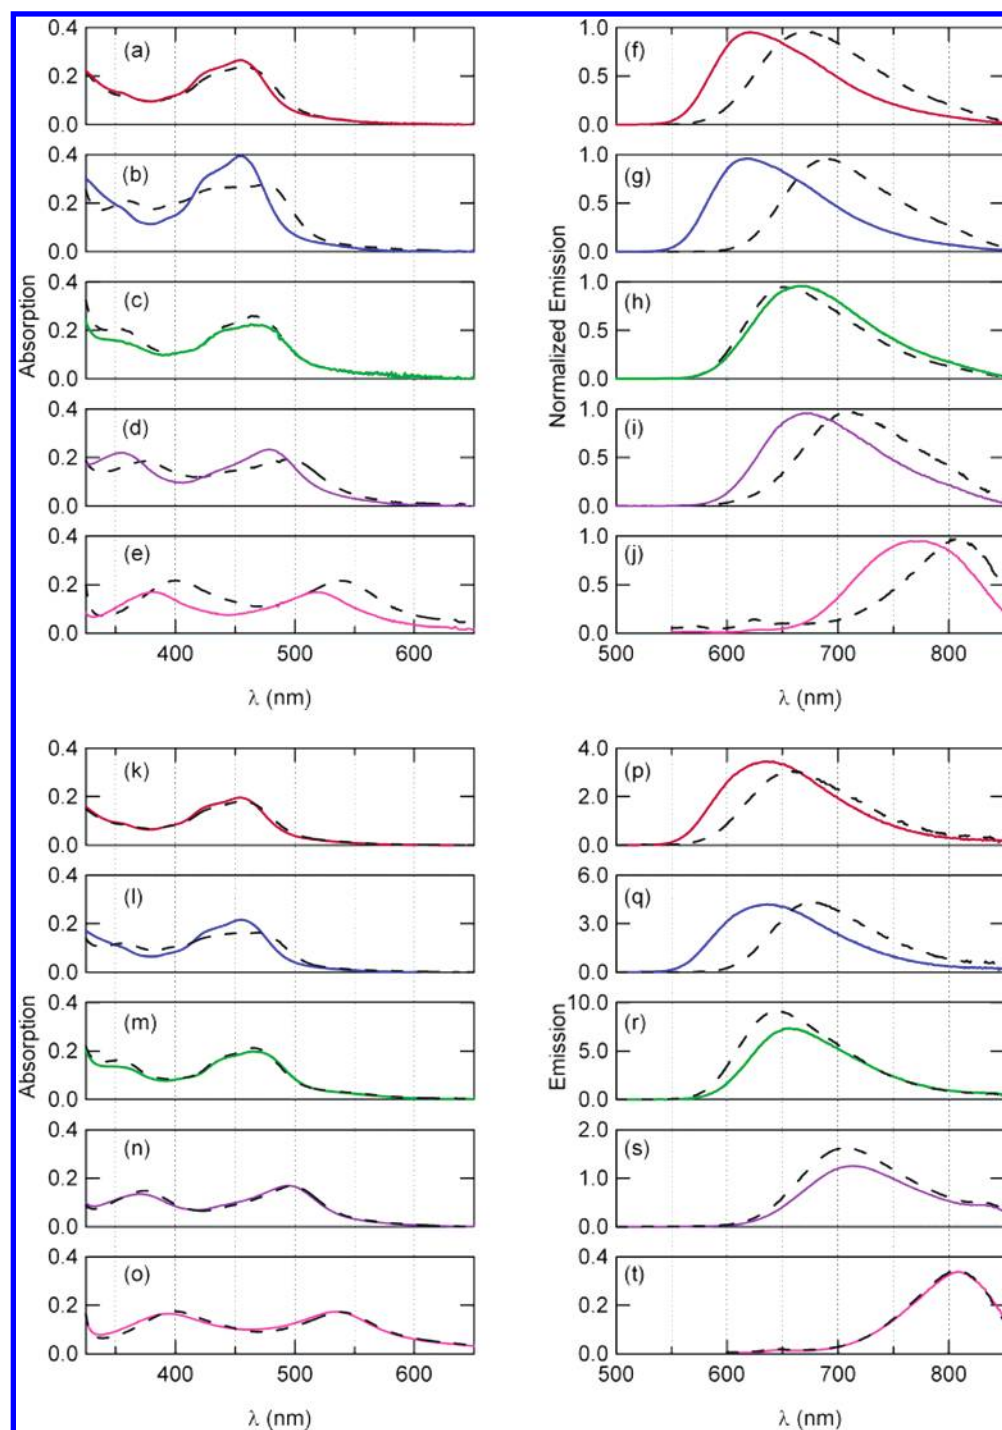 0.4 (a) 1.0 (f)
0.2 0.5
0.0 0.0
0.4 (b) 1.0 (g)
0.2 0.5
0.0 0.0
0.4 (c) 1.0 (h)
0.2 0.5
0.0 0.0
0.4 (d) 1.0 (i)
0.2 0.5
0.0 0.0
0.4 (e) 1.0 (j)
0.2 0.5
0.0 0.0
Absorption
Normalized Emission
400 500 600 500 600 700 800
λ (nm) λ (nm)
0.4 (k) 4.0 (p)
0.2 2.0
0.0 0.0
0.4 (l) 6.0 (q)
0.2 3.0
0.0 0.0
0.4 (m) 10.0 (r)
0.2 5.0
0.0 0.0
0.4 (n) 2.0 (s)
0.2 1.0
0.0 0.0
0.4 (o) 0.4 (t)
0.2 0.2
0.0 0.0
Absorption
Emission
400 500 600 500 600 700 800
λ (nm) λ (nm)